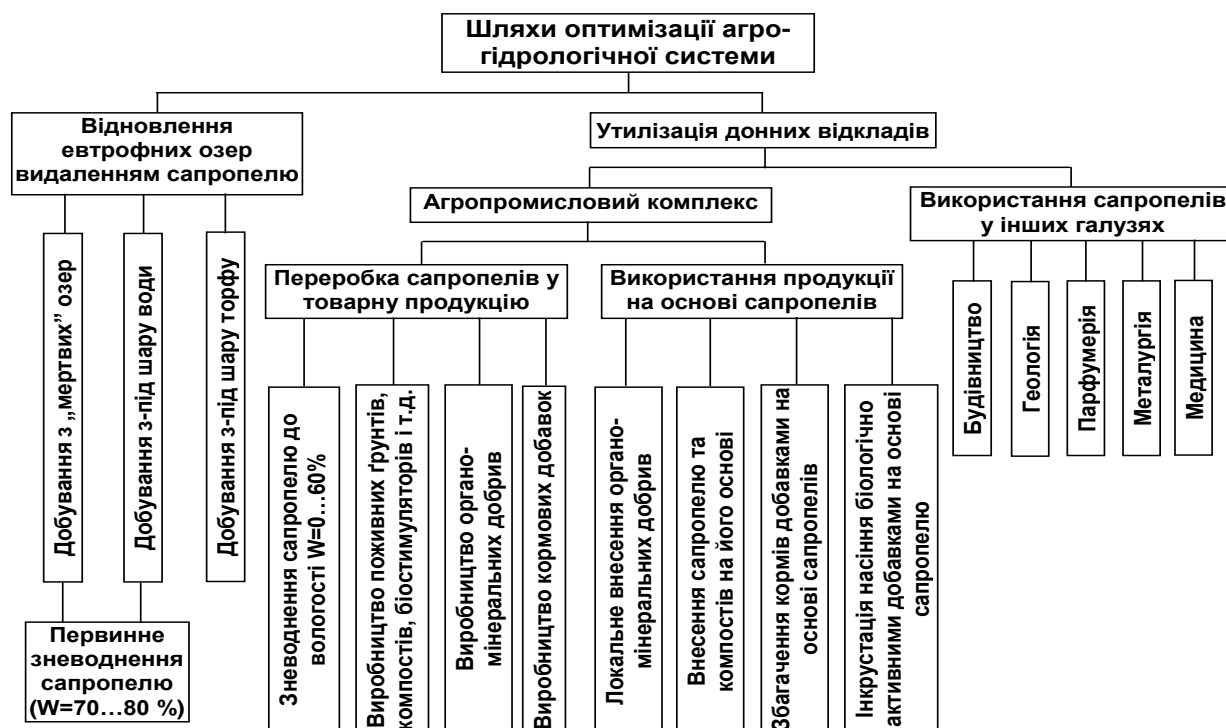 Шляхи оптимізації агро-
гідрологічної системи
Відновлення
евтрофних озер
видаленням сапропелю
Утилізація донних відкладів
Агропромисловий комплекс
Використання сапропелів
у інших галузях
Переробка сапропелів у
товарну продукцію
Використання продукції
на основі сапропелів
Добування з „мертвих” озер
Добування з-під шару води
Добування з-під шару торфу
Первинне
зневоднення
сапропелю
(W=70...80 %)
Зневоднення сапропелю до
вологості W=0...60%
Виробництво поживних ґрунтів,
компостів, біостимуляторів і т.д.
Виробництво органо-
мінеральних добрив
Виробництво кормових добавок
Локальне внесення органо-
мінеральних добрив
Внесення сапропелю та
компостів на його основі
Збагачення кормів добавками на
основі сапропелів
Інкрустація насіння біологічно
активними добавками на основі
сапропелю
Будівництво
Геологія
Парфумерія
Металургія
Медицина